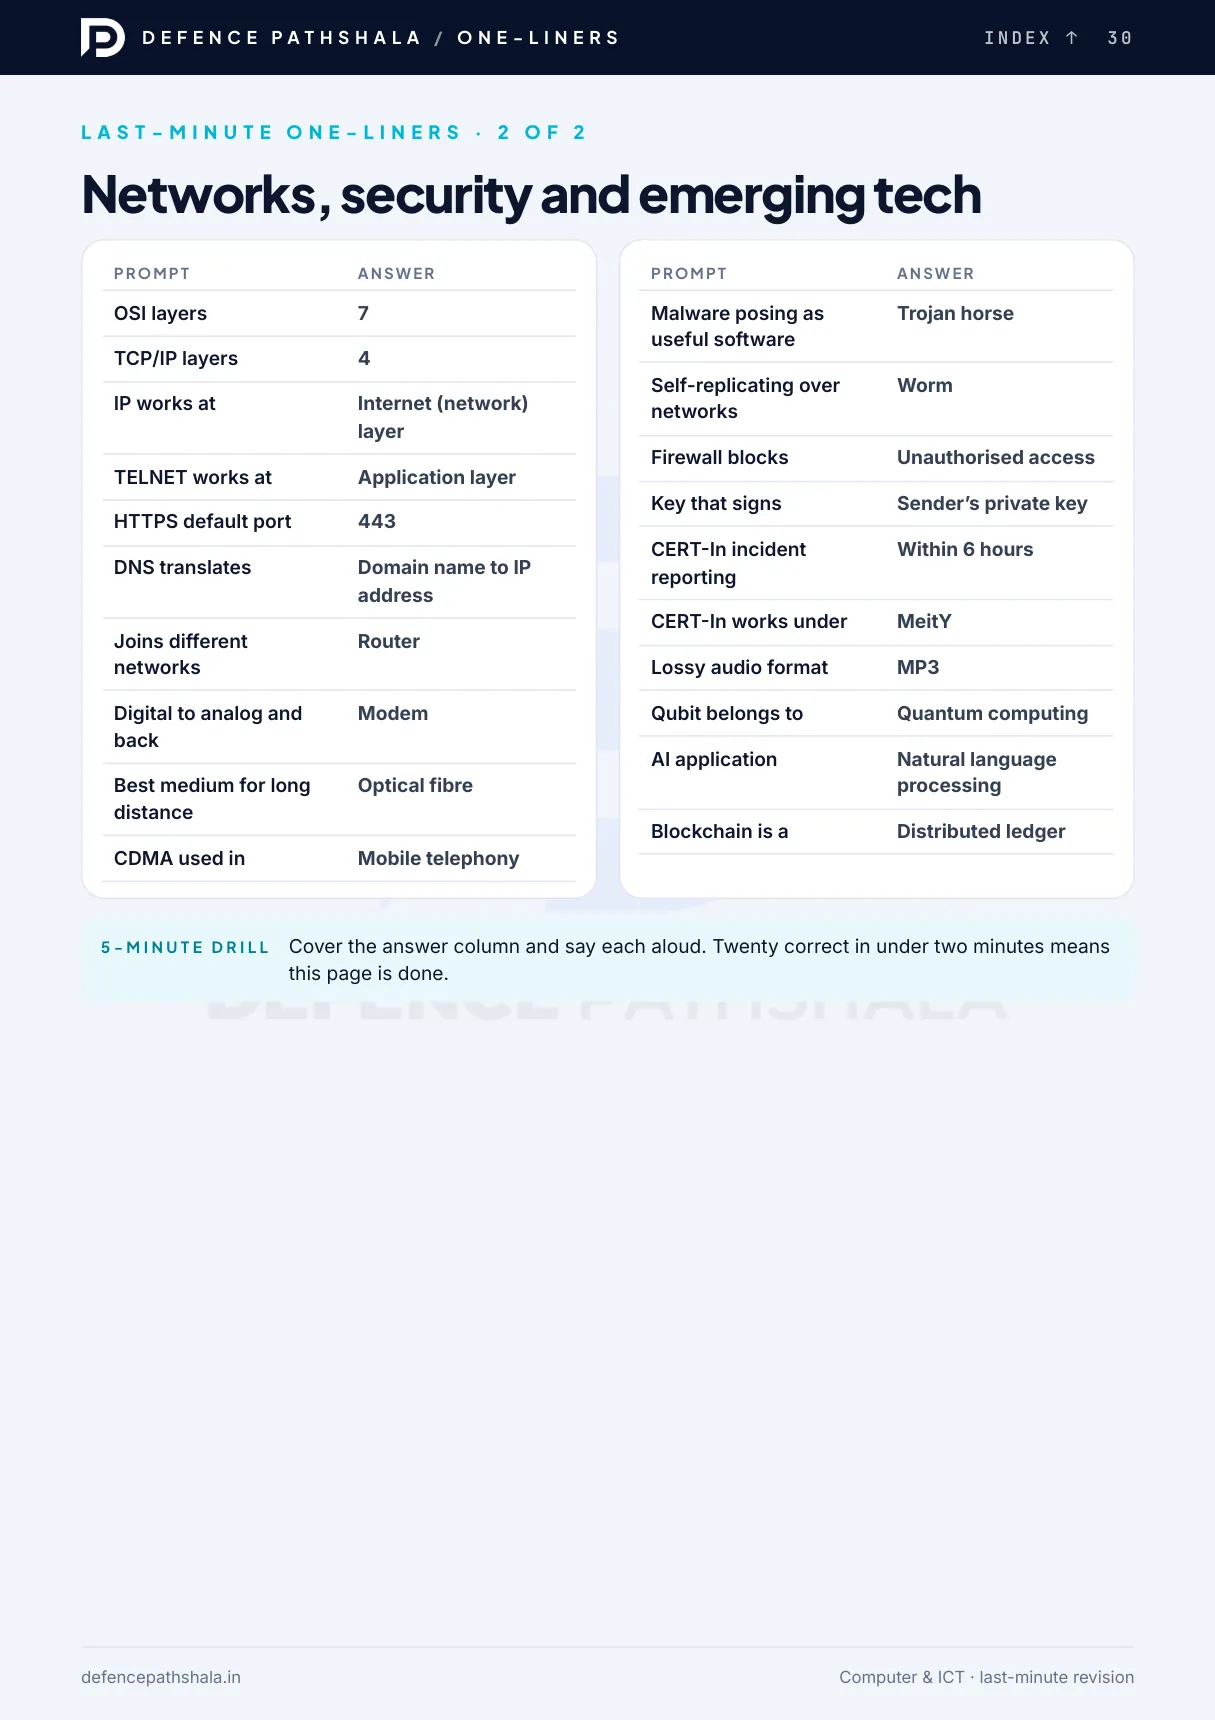 DEFENCE PATHSHALA / ONE-LINERS
INDEX ↑ 30
LAST-MINUTE ONE-LINERS · 2 OF 2
Networks, security and emerging tech
PROMPT ANSWER
OSI layers 7
TCP/IP layers 4
IP works at Internet (network)
layer
TELNET works at Application layer
HTTPS default port 443
DNS translates Domain name to IP
address
Joins different Router
networks
Digital to analog and Modem
back
Best medium for long Optical fibre
distance
CDMA used in Mobile telephony
PROMPT ANSWER
Malware posing as Trojan horse
useful software
Self-replicating over Worm
networks
Firewall blocks Unauthorised access
Key that signs Sender’s private key
CERT-In incident Within 6 hours
reporting
CERT-In works under MeitY
Lossy audio format MP3
Qubit belongs to Quantum computing
AI application Natural language
processing
Blockchain is a Distributed ledger
5-MINUTE DRILL Cover the answer column and say each aloud. Twenty correct in under two minutes means
this page is done.
DEFENCE PATHSHALA
defencepathshala.in
Computer & ICT · last-minute revision